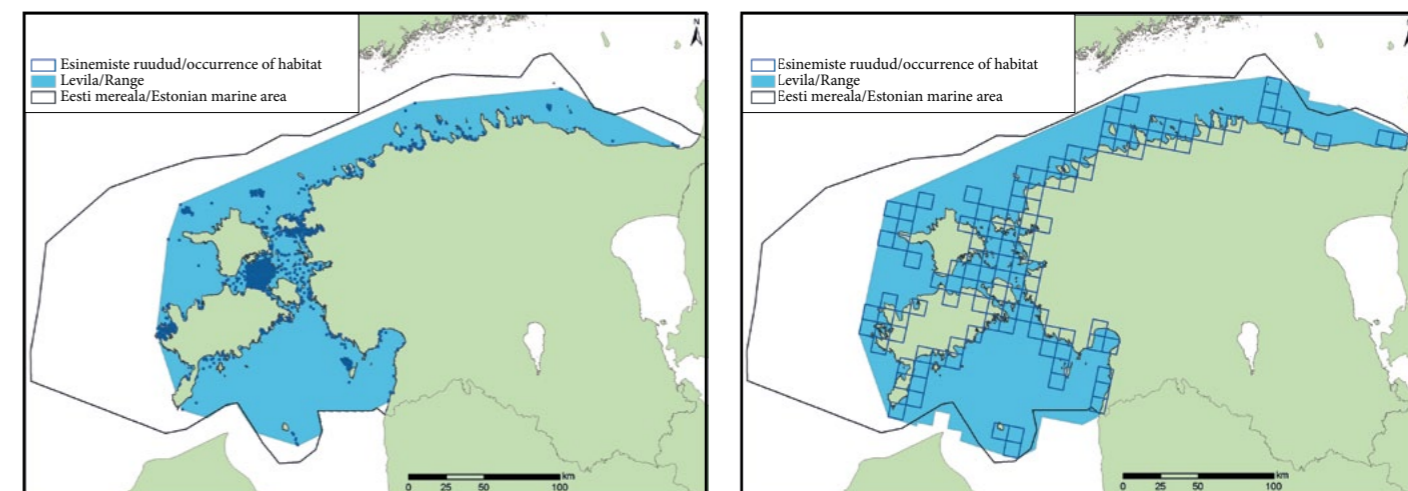 N
Esinemiste ruudud/occurrence of habitat
Levila/Range
Eesti mereala/Estonian marine area
km
0 25 50 100
N
Esinemiste ruudud/occurrence of habitat
Levila/Range
Eesti mereala/Estonian marine area
km
0 25 50 100